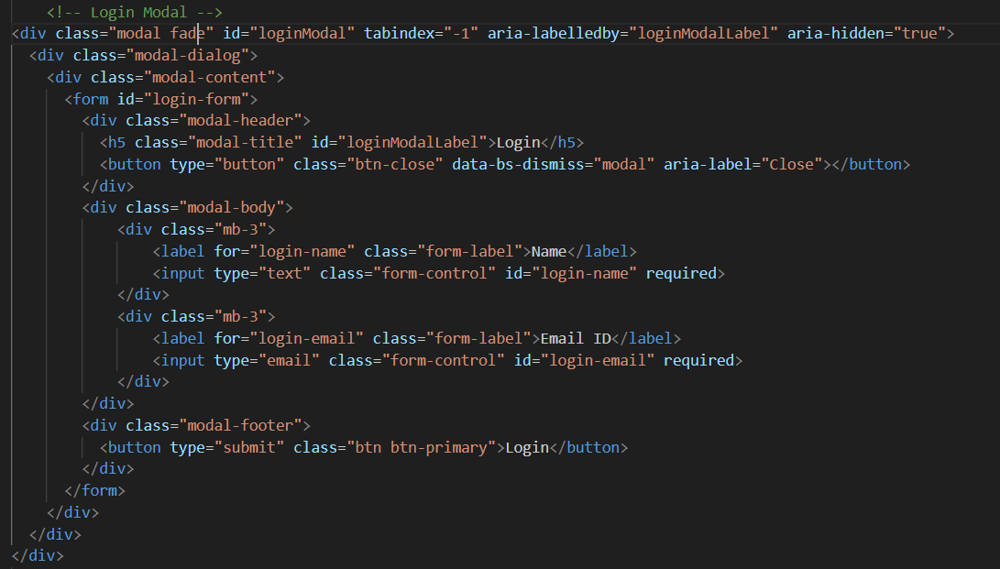 <!-- Login Modal -->
<div class="modal fade" id="loginModal" tabindex="-1" aria-labelledby="loginModalLabel" aria-hidden="true">
<div class="modal-dialog">
<div class="modal-content">
<form id="login-form">
<div class="modal-header">
<h5 class="modal-title" id="loginModalLabel">Login</h5>
<button type="button" class="btn-close" data-bs-dismiss="modal" aria-label="Close"></button>
</div>
<div class="modal-body">
<div class="mb-3">
<label for="login-name" class="form-label">Name</label>
<input type="text" class="form-control" id="login-name" required>
</div>
<div class="mb-3">
<label for="login-email" class="form-label">Email ID</label>
<input type="email" class="form-control" id="login-email" required>
</div>
</div>
<div class="modal-footer">
<button type="submit" class="btn btn-primary">Login</button>
</div>
</form>
</div>
</div>
</div>